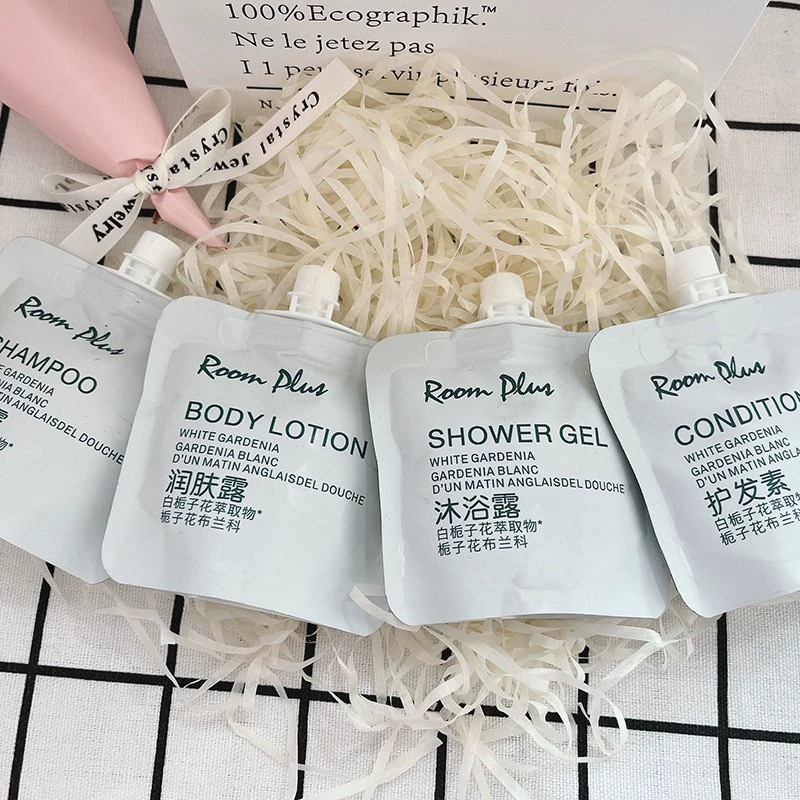 100%Ecographik.™
Ne le jetez pas
Crystal Jewelry
Room Plus
SHAMPOO
GARDENIA
BLANC
MATIN ANGLAISDEL DOUCHE
Room Plus
BODY LOTION
WHITE GARDENIA
GARDENIA BLANC
D'UN MATIN ANGLAISDEL DOUCHE
润肤露
白栀子花萃取物*
栀子花布兰科
Room Plus
SHOWER GEL
WHITE GARDENIA
GARDENIA BLANC
D'UN MATIN ANGLAISDEL DOUCHE
沐浴露
白栀子花萃取物*
栀子花布兰科
Room Plus
CONDITION
WHITE GARDENIA
GARDENIA BLANC
D'UN MATIN ANGLA
护发素
白栀子花萃取物*
栀子花布兰科